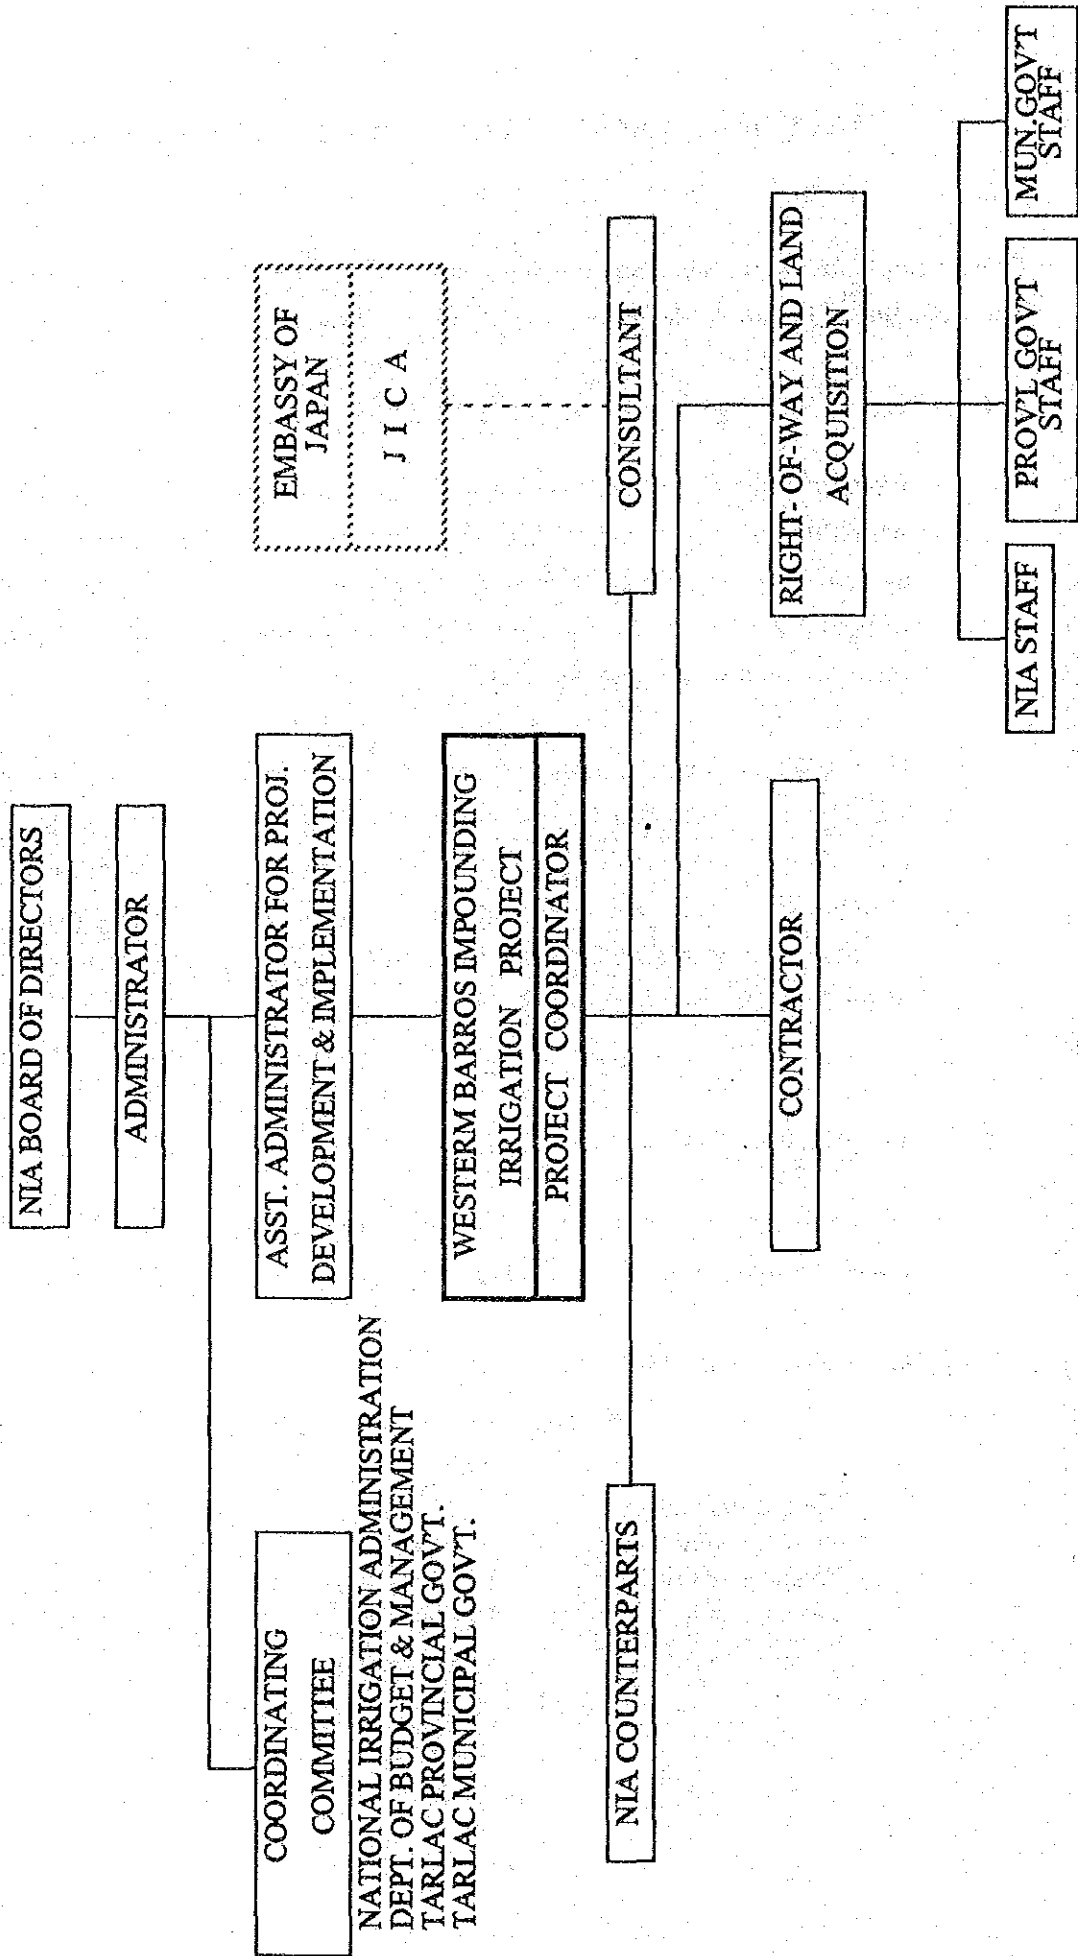 NIA BOARD OF DIRECTORS
ADMINISTRATOR
COORDINATING
COMMITTEE
NATIONAL IRRIGATION ADMINISTRATION
DEPT. OF BUDGET & MANAGEMENT
TARLAC PROVINCIAL GOV'T.
TARLAC MUNICIPAL GOV'T.
ASST. ADMINISTRATOR FOR PROJ.
DEVELOPMENT & IMPLEMENTATION
EMBASSY OF
JAPAN
J I C A
WESTERM BARROS IMPOUNDING
IRRIGATION PROJECT
PROJECT COORDINATOR
NIA COUNTERPARTS
CONSULTANT
CONTRACTOR
RIGHT- OF-WAY AND LAND
ACQUISITION
NIA STAFF
PROV'L GOV'T
STAFF
MUN.GOV'T
STAFF